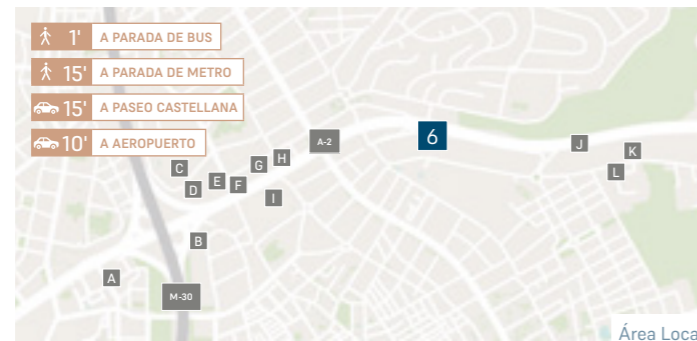 1' A PARADA DE BUS
15' A PARADA DE METRO
15' A PASEO CASTELLANA
10' A AEROPUERTO
A-2
6
J
K
H
G
C
L
E
F
D
I
B
A
M-30
Área Loca